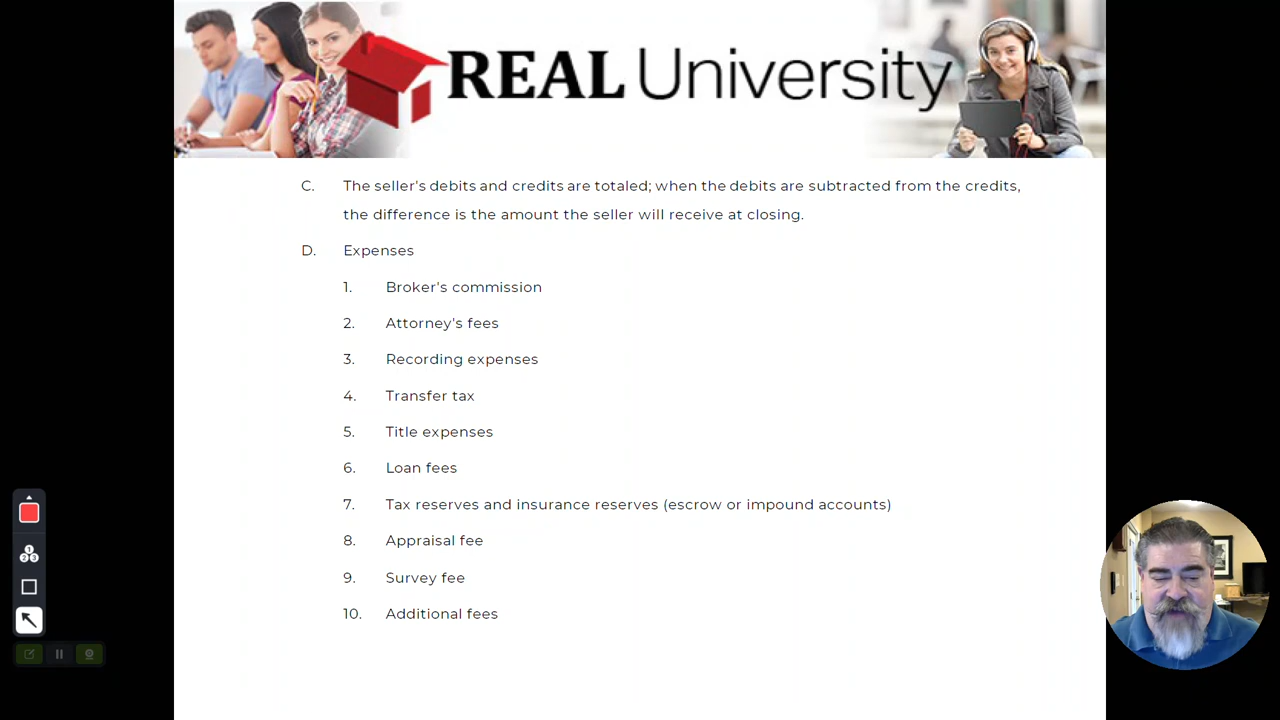 REAL University
C. The seller's debits and credits are totaled; when the debits are subtracted from the credits,
the difference is the amount the seller will receive at closing.
D. Expenses
1. Broker's commission
2. Attorney's fees
3. Recording expenses
4. Transfer tax
5. Title expenses
6. Loan fees
7. Tax reserves and insurance reserves (escrow or impound accounts)
8. Appraisal fee
9. Survey fee
10. Additional fees